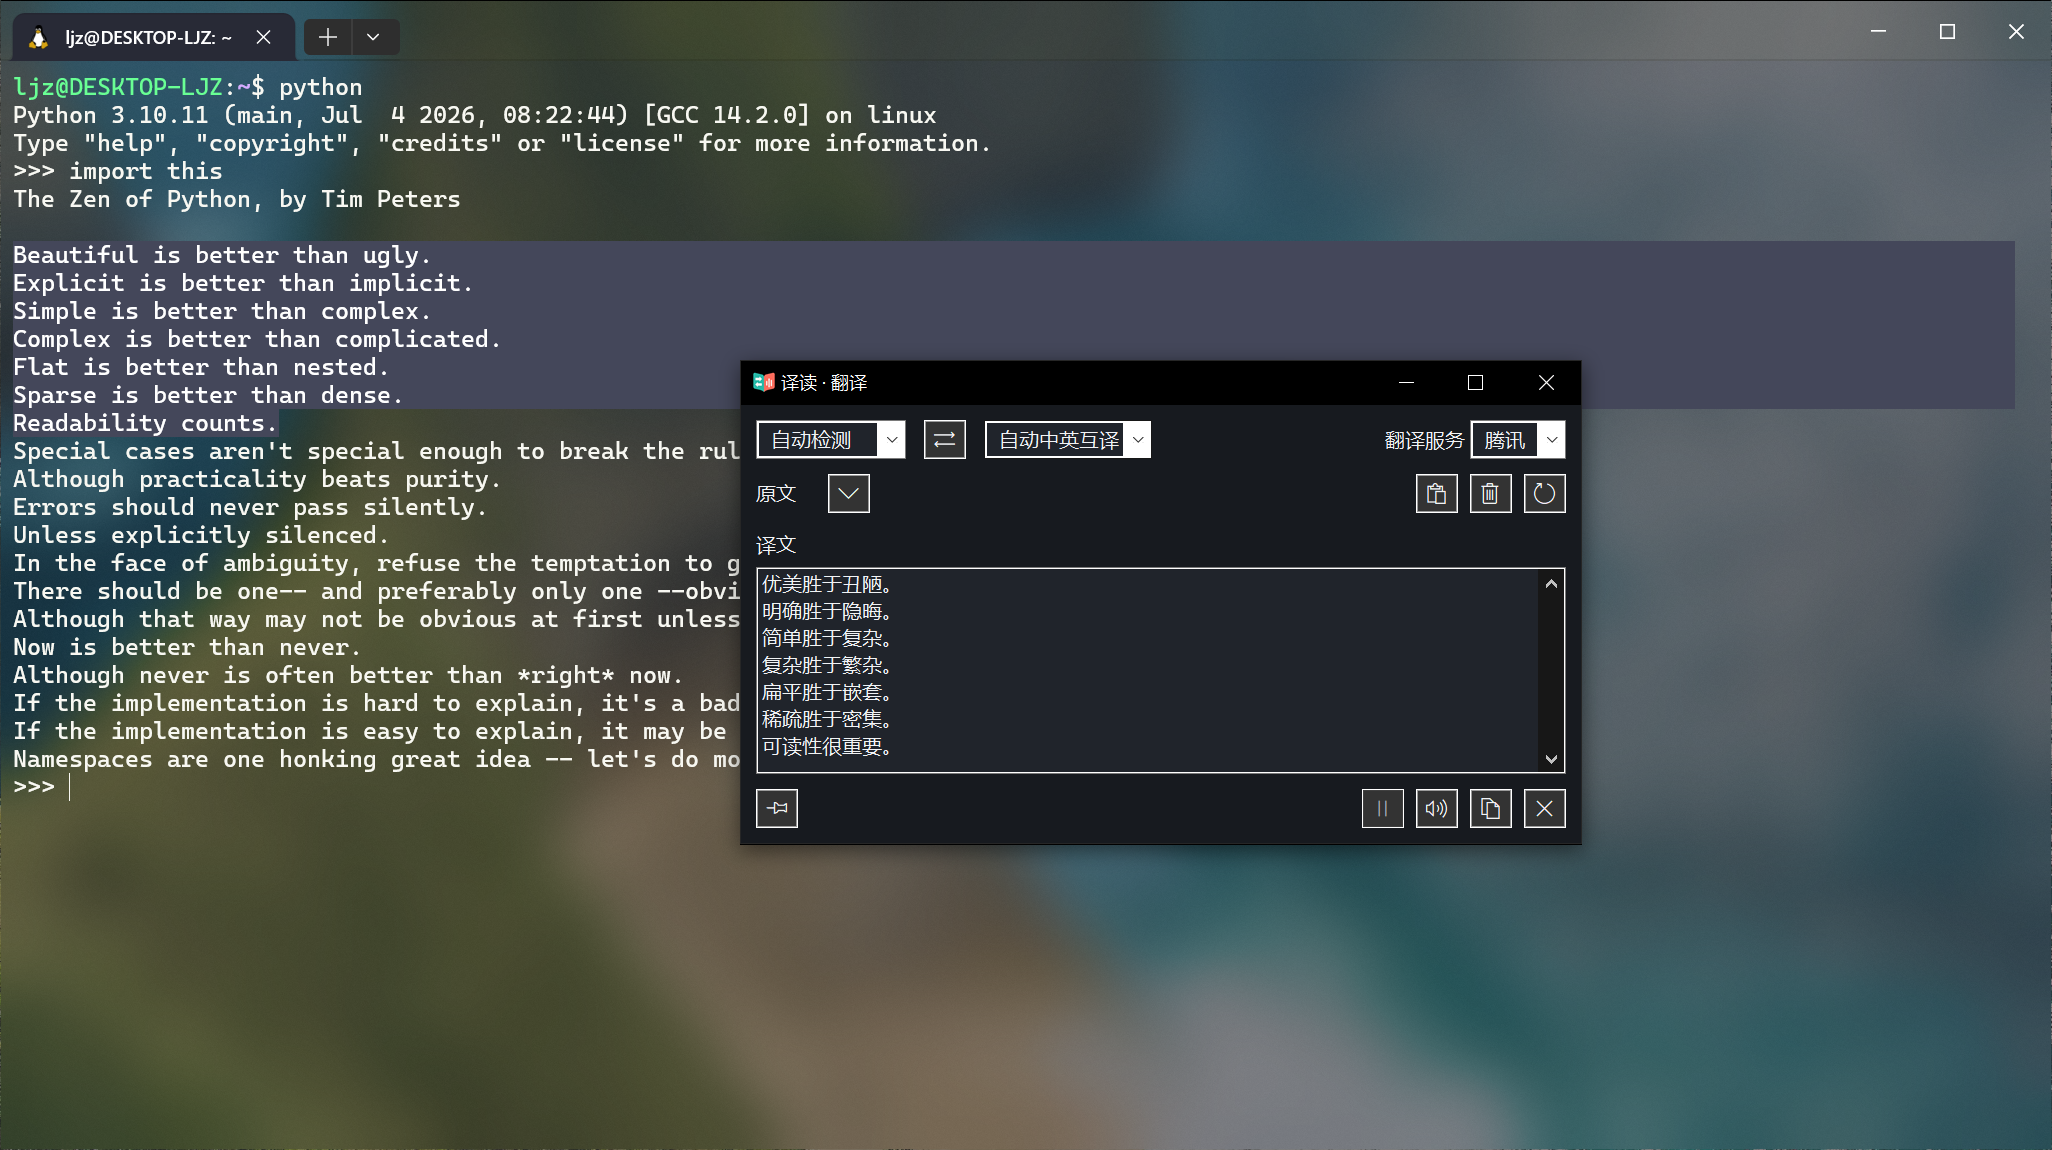 ljz@DESKTOP-LJZ: ~
ljz@DESKTOP-LJZ:~$ python
Python 3.10.11 (main, Jul  4 2026, 08:22:44) [GCC 14.2.0] on linux
Type "help", "copyright", "credits" or "license" for more information.
>>> import this
The Zen of Python, by Tim Peters
Beautiful is better than ugly.
Explicit is better than implicit.
Simple is better than complex.
Complex is better than complicated.
Flat is better than nested.
Sparse is better than dense.
Readability counts.
Special cases aren't special enough to break the rul
Although practicality beats purity.
Errors should never pass silently.
Unless explicitly silenced.
In the face of ambiguity, refuse the temptation to g
There should be one-- and preferably only one --obvi
Although that way may not be obvious at first unless
Now is better than never.
Although never is often better than *right* now.
If the implementation is hard to explain, it's a bad
If the implementation is easy to explain, it may be
Namespaces are one honking great idea -- let's do mo
>>>
译读 · 翻译
自动检测 自动中英互译 翻译服务 腾讯
原文
译文
优美胜于丑陋。
明确胜于隐晦。
简单胜于复杂。
复杂胜于繁杂。
扁平胜于嵌套。
稀疏胜于密集。
可读性很重要。